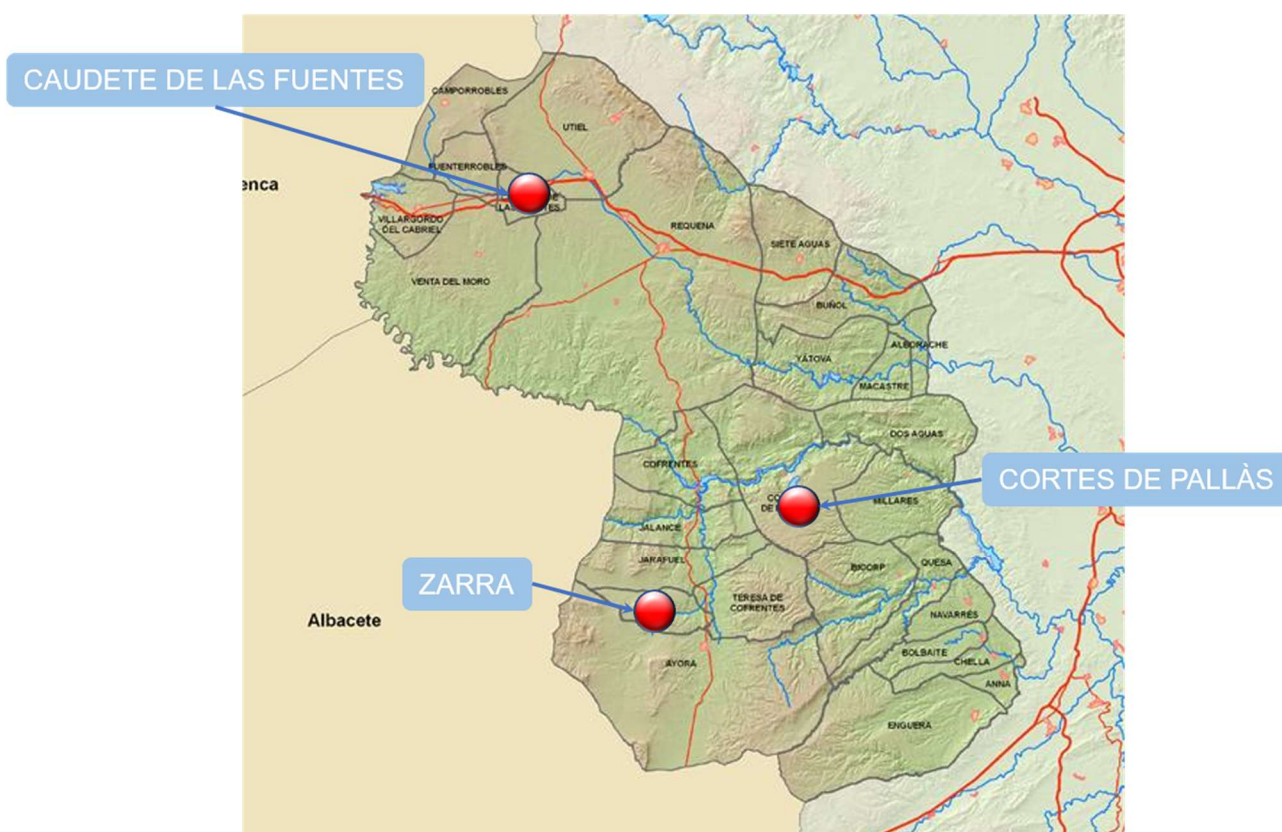 CAUDETE DE LAS FUENTES
CAMPORROBLES
UTIEL
FUENTERROBLES
enca
VILLARGORDO
DEL CABRIEL
REQUENA
SIETE AGUAS
VENTA DEL MORO
BUÑOL
ALBORACHE
YÁTOVA
MACASTRE
DOS AGUAS
COFRENTES
CORTES DE PALLÀS
MILLARES
JALANCE
JARAFUEL
BICORP
QUESA
ZARRA
TERESA DE
COFRENTES
NAVARRÉS
Albacete
BOLBAITE
CHELLA
AYORA
ANNA
ENGUERA